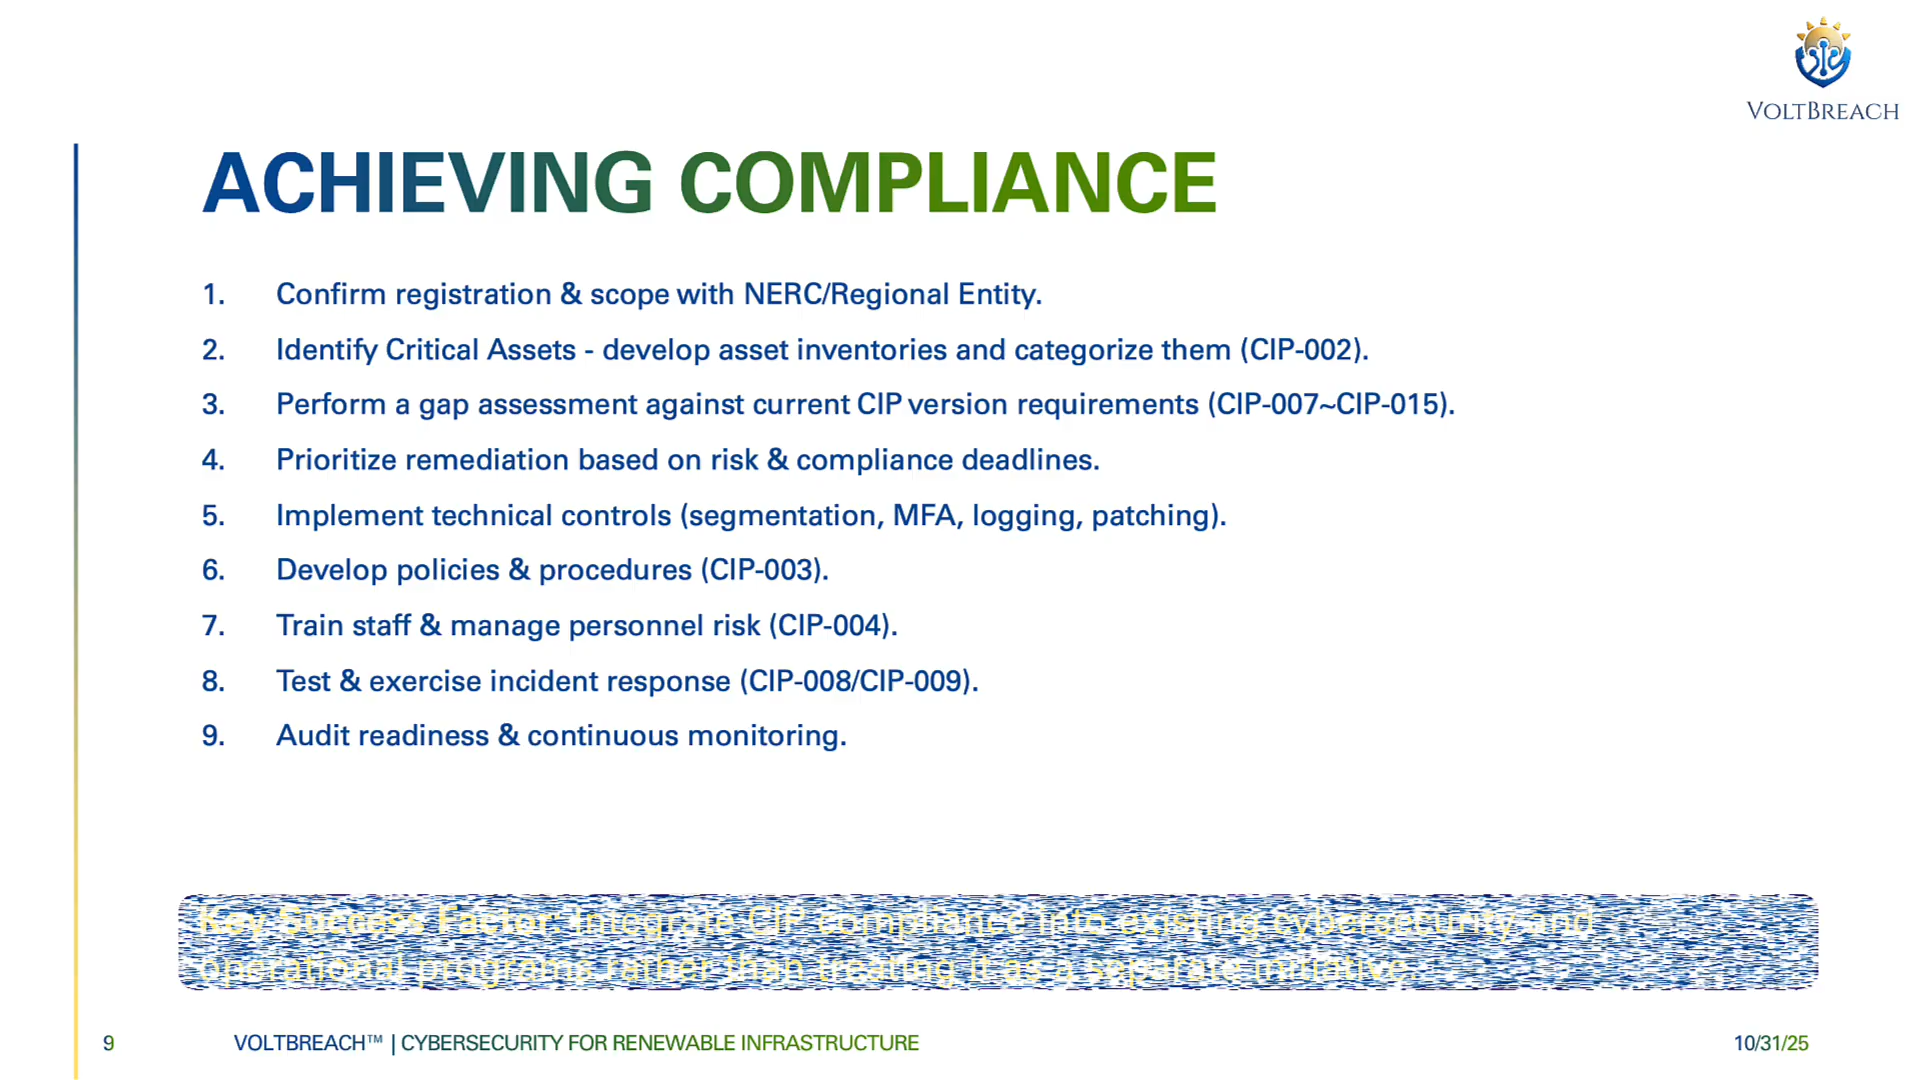 VOLTBREACH
ACHIEVING COMPLIANCE
1. Confirm registration & scope with NERC/Regional Entity.
2. Identify Critical Assets - develop asset inventories and categorize them (CIP-002).
3. Perform a gap assessment against current CIP version requirements (CIP-007~CIP-015).
4. Prioritize remediation based on risk & compliance deadlines.
5. Implement technical controls (segmentation, MFA, logging, patching).
6. Develop policies & procedures (CIP-003).
7. Train staff & manage personnel risk (CIP-004).
8. Test & exercise incident response (CIP-008/CIP-009).
9. Audit readiness & continuous monitoring.
Key Success Factor: Integrate CIP compliance into existing cybersecurity and
operational programs rather than treating it as a separate initiative.
9 VOLTBREACH™ | CYBERSECURITY FOR RENEWABLE INFRASTRUCTURE 10/31/25